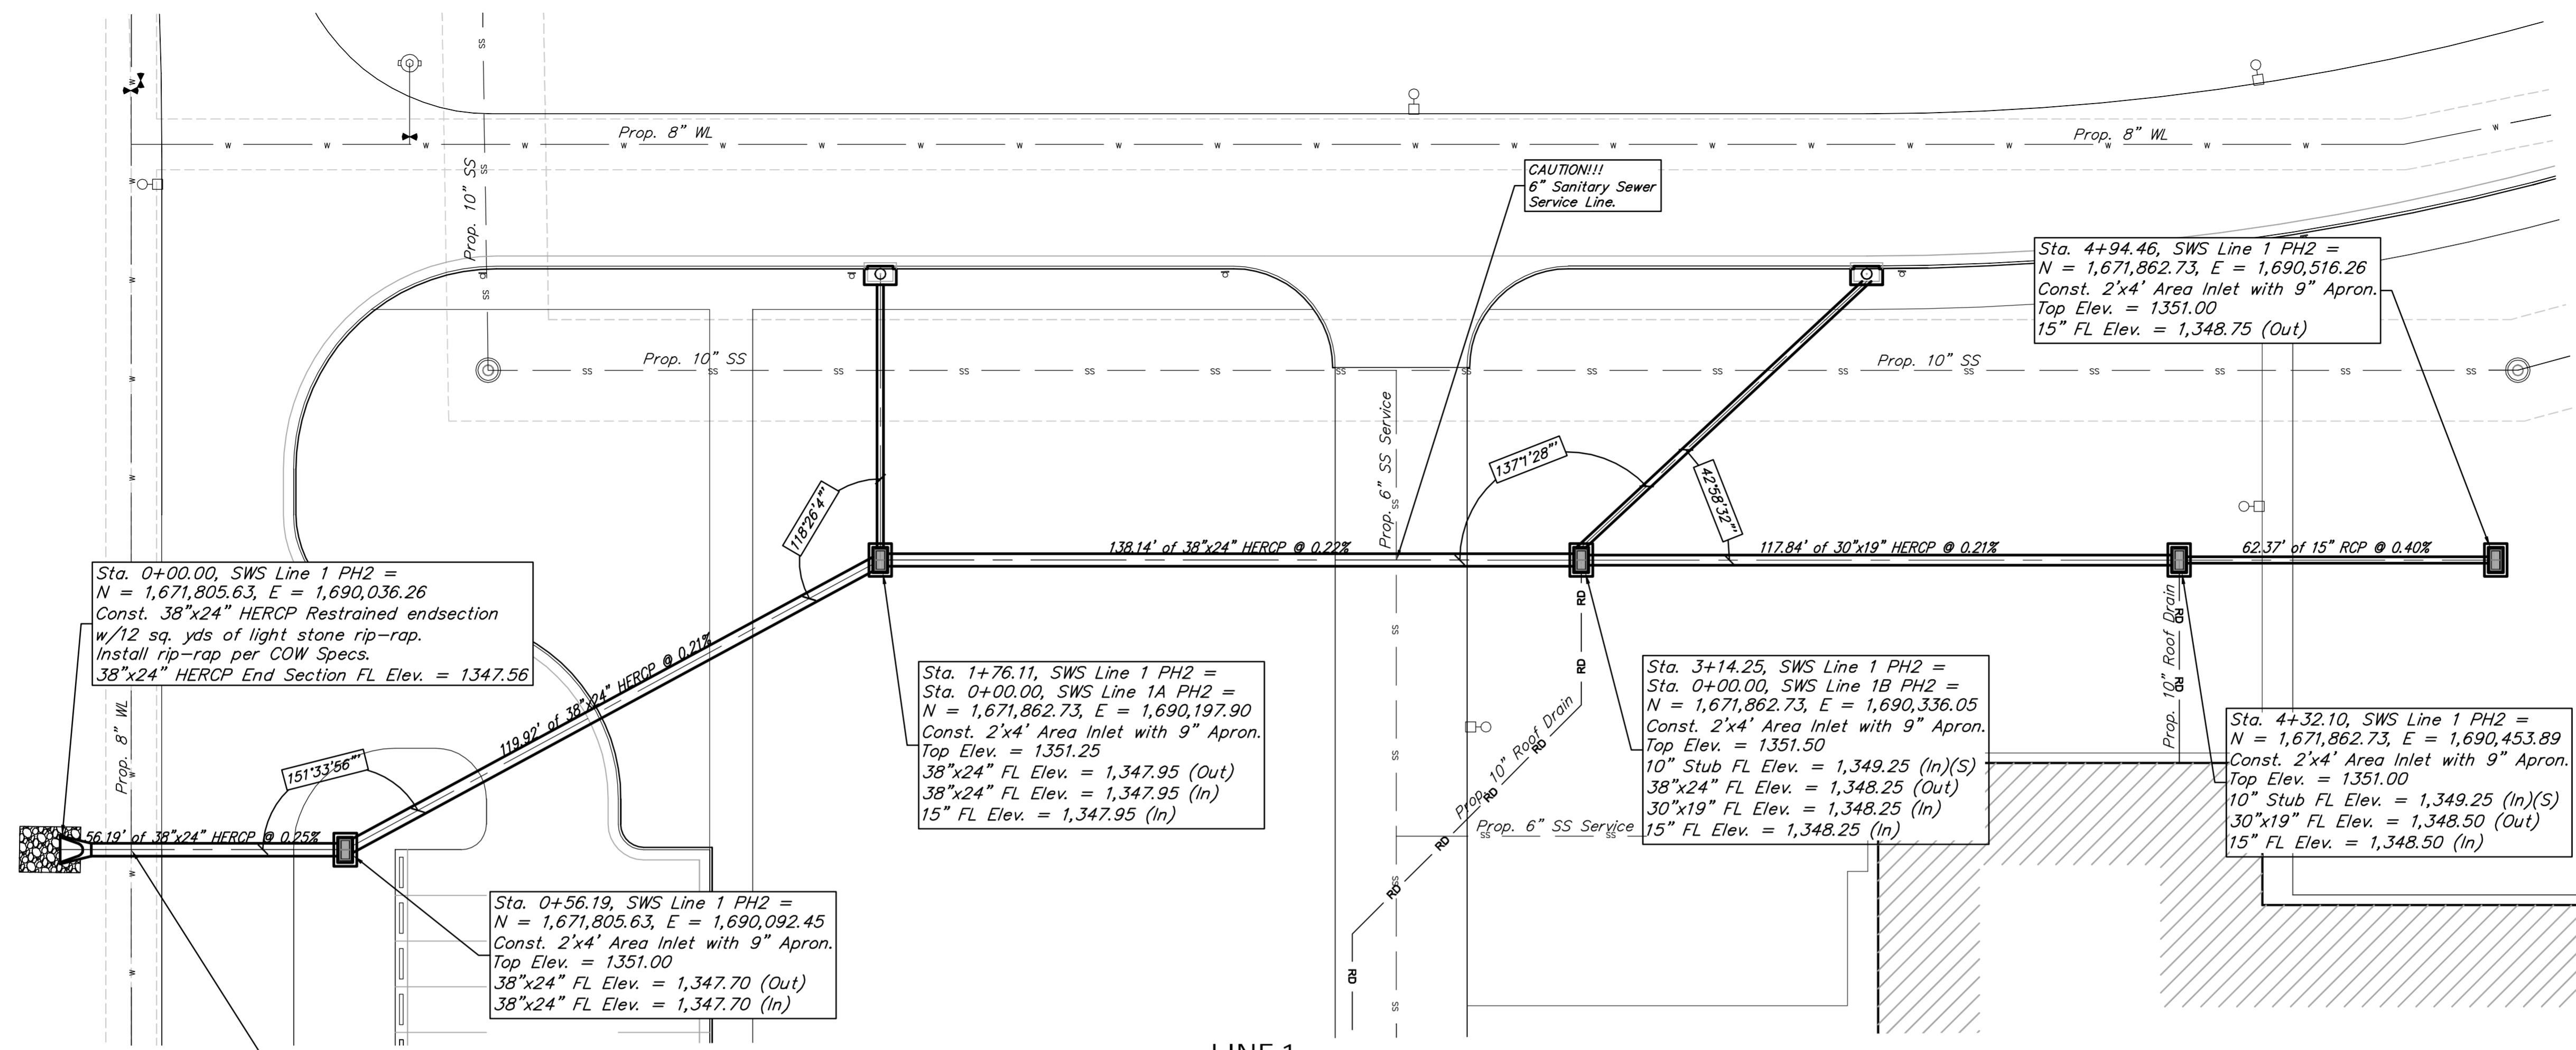 Prop. 8" WL
Prop. 8" WL
Prop. 10" SS
CAUTION!!!
6" Sanitary Sewer
Service Line.
Sta. 4+94.46, SWS Line 1 PH2 =
N = 1,671,862.73, E = 1,690,516.26
Const. 2'x4' Area Inlet with 9" Apron.
Top Elev. = 1351.00
15" FL Elev. = 1,348.75 (Out)
Prop. 10" SS
Prop. 10" SS
Prop. 6" SS Service
137°1'28"'
42°58'32"'
118°26'4"'
138.14' of 38"x24" HERCP @ 0.22%
117.84' of 30"x19" HERCP @ 0.21%
62.37' of 15" RCP @ 0.40%
Sta. 0+00.00, SWS Line 1 PH2 =
N = 1,671,805.63, E = 1,690,036.26
Const. 38"x24" HERCP Restrained endsection
w/12 sq. yds of light stone rip-rap.
Install rip-rap per COW Specs.
38"x24" HERCP End Section FL Elev. = 1347.56
119.92' of 38"x24" HERCP @ 0.21%
Sta. 1+76.11, SWS Line 1 PH2 =
Sta. 0+00.00, SWS Line 1A PH2 =
N = 1,671,862.73, E = 1,690,197.90
Const. 2'x4' Area Inlet with 9" Apron.
Top Elev. = 1351.25
38"x24" FL Elev. = 1,347.95 (Out)
38"x24" FL Elev. = 1,347.95 (In)
15" FL Elev. = 1,347.95 (In)
Sta. 3+14.25, SWS Line 1 PH2 =
Sta. 0+00.00, SWS Line 1B PH2 =
N = 1,671,862.73, E = 1,690,336.05
Const. 2'x4' Area Inlet with 9" Apron.
Top Elev. = 1351.50
10" Stub FL Elev. = 1,349.25 (In)(S)
38"x24" FL Elev. = 1,348.25 (Out)
30"x19" FL Elev. = 1,348.25 (In)
15" FL Elev. = 1,348.25 (In)
Prop. 10" Roof Drain
Prop. 10" Roof Drain
Sta. 4+32.10, SWS Line 1 PH2 =
N = 1,671,862.73, E = 1,690,453.89
Const. 2'x4' Area Inlet with 9" Apron.
Top Elev. = 1351.00
10" Stub FL Elev. = 1,349.25 (In)(S)
30"x19" FL Elev. = 1,348.50 (Out)
15" FL Elev. = 1,348.50 (In)
Prop. 8" WL
151°33'56"'
56.19' of 38"x24" HERCP @ 0.25%
Prop. 6" SS Service
Sta. 0+56.19, SWS Line 1 PH2 =
N = 1,671,805.63, E = 1,690,092.45
Const. 2'x4' Area Inlet with 9" Apron.
Top Elev. = 1351.00
38"x24" FL Elev. = 1,347.70 (Out)
38"x24" FL Elev. = 1,347.70 (In)
LINE 1